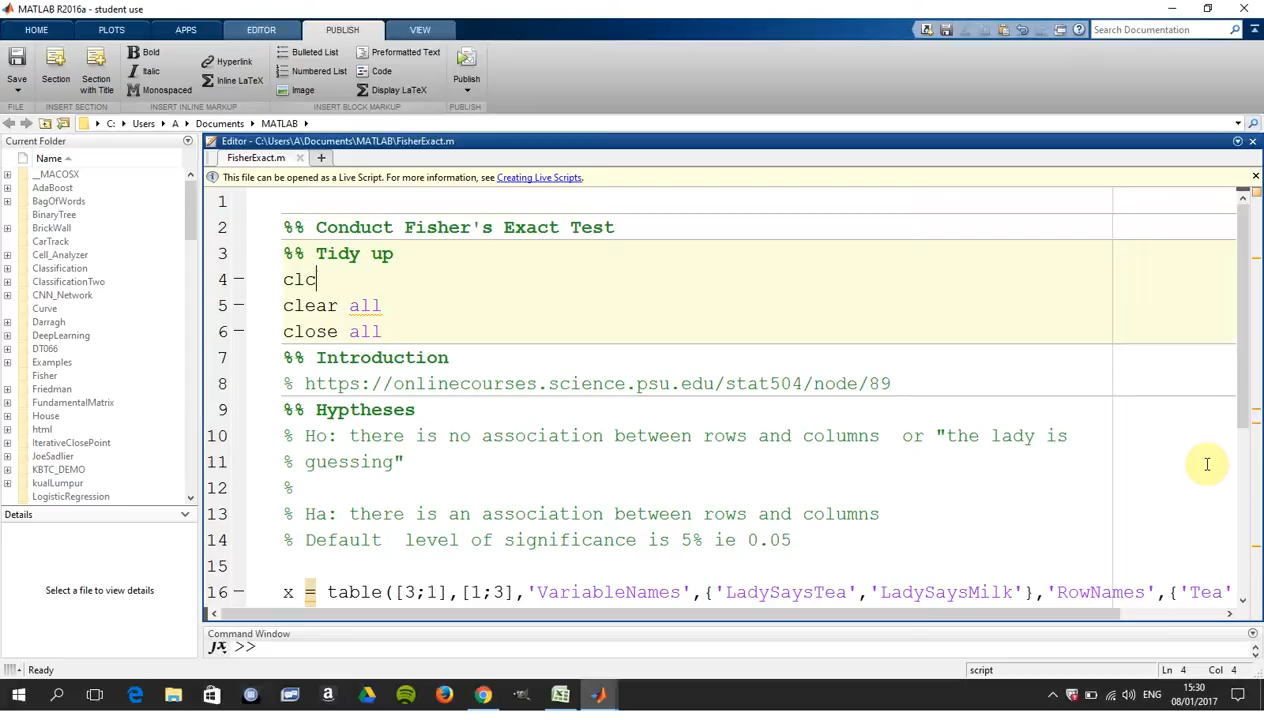 MATLAB R2016a - student use
HOME PLOTS APPS EDITOR PUBLISH VIEW
Search Documentation
Save
Section
Section with Title
Bold
Italic
Monospaced
Hyperlink
Inline LaTeX
Bulleted List
Numbered List
Image
Preformatted Text
Code
Display LaTeX
Publish
FILE INSERT SECTION INSERT INLINE MARKUP INSERT BLOCK MARKUP PUBLISH
C: Users A Documents MATLAB
Current Folder
Name
__MACOSX
AdaBoost
BagOfWords
BinaryTree
BrickWall
CarTrack
Cell_Analyzer
Classification
ClassificationTwo
CNN_Network
Curve
Darragh
DeepLearning
DT066
Examples
Fisher
Friedman
FundamentalMatrix
House
html
IterativeClosePoint
JoeSadlier
KBTC_DEMO
kualLumpur
LogisticRegression
Details
Select a file to view details
Editor - C:\Users\A\Documents\MATLAB\FisherExact.m
FisherExact.m
This file can be opened as a Live Script. For more information, see Creating Live Scripts.
1
2 %% Conduct Fisher's Exact Test
3 %% Tidy up
4 clc
5 clear all
6 close all
7 %% Introduction
8 % https://onlinecourses.science.psu.edu/stat504/node/89
9 %% Hyptheses
10 % Ho: there is no association between rows and columns  or "the lady is
11 % guessing"
12 %
13 % Ha: there is an association between rows and columns
14 % Default  level of significance is 5% ie 0.05
15
16 x = table([3;1],[1;3],'VariableNames',{'LadySaysTea','LadySaysMilk'},'RowNames',{'Tea'
Command Window
fx >>
Ready
script
Ln 4 Col 4
ENG
15:30
08/01/2017